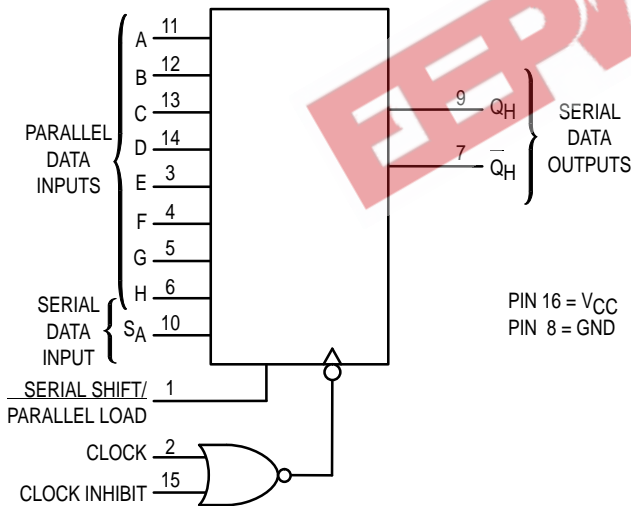 A 11
B 12
C 13
D 14
E 3
F 4
G 5
H 6
PARALLEL
DATA
INPUTS
SERIAL
DATA
INPUT
SA 10
SERIAL SHIFT/
PARALLEL LOAD
1
CLOCK 2
CLOCK INHIBIT 15
9 QH
7 Q̅H
SERIAL
DATA
OUTPUTS
PIN 16 = VCC
PIN 8 = GND